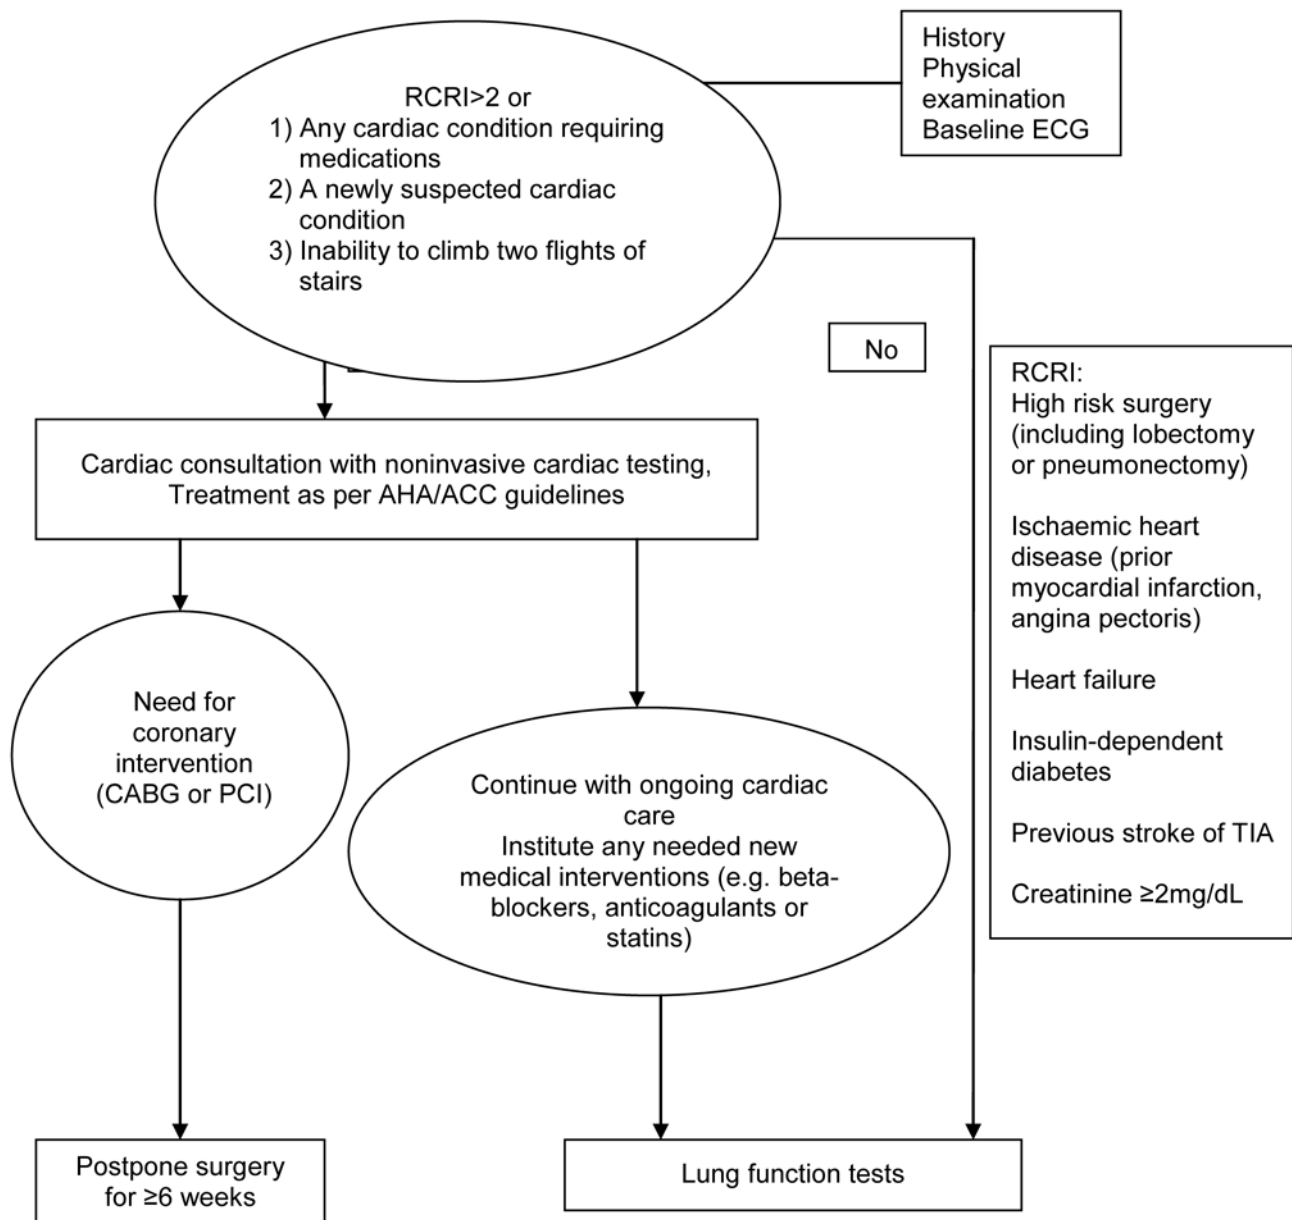 RCRI>2 or
1) Any cardiac condition requiring
medications
2) A newly suspected cardiac
condition
3) Inability to climb two flights of
stairs
History
Physical
examination
Baseline ECG
No
RCRI:
High risk surgery
(including lobectomy
or pneumonectomy)
Ischaemic heart
disease (prior
myocardial infarction,
angina pectoris)
Heart failure
Insulin-dependent
diabetes
Previous stroke of TIA
Creatinine ≥2mg/dL
Cardiac consultation with noninvasive cardiac testing,
Treatment as per AHA/ACC guidelines
Need for
coronary
intervention
(CABG or PCI)
Continue with ongoing cardiac
care
Institute any needed new
medical interventions (e.g. beta-
blockers, anticoagulants or
statins)
Postpone surgery
for ≥6 weeks
Lung function tests